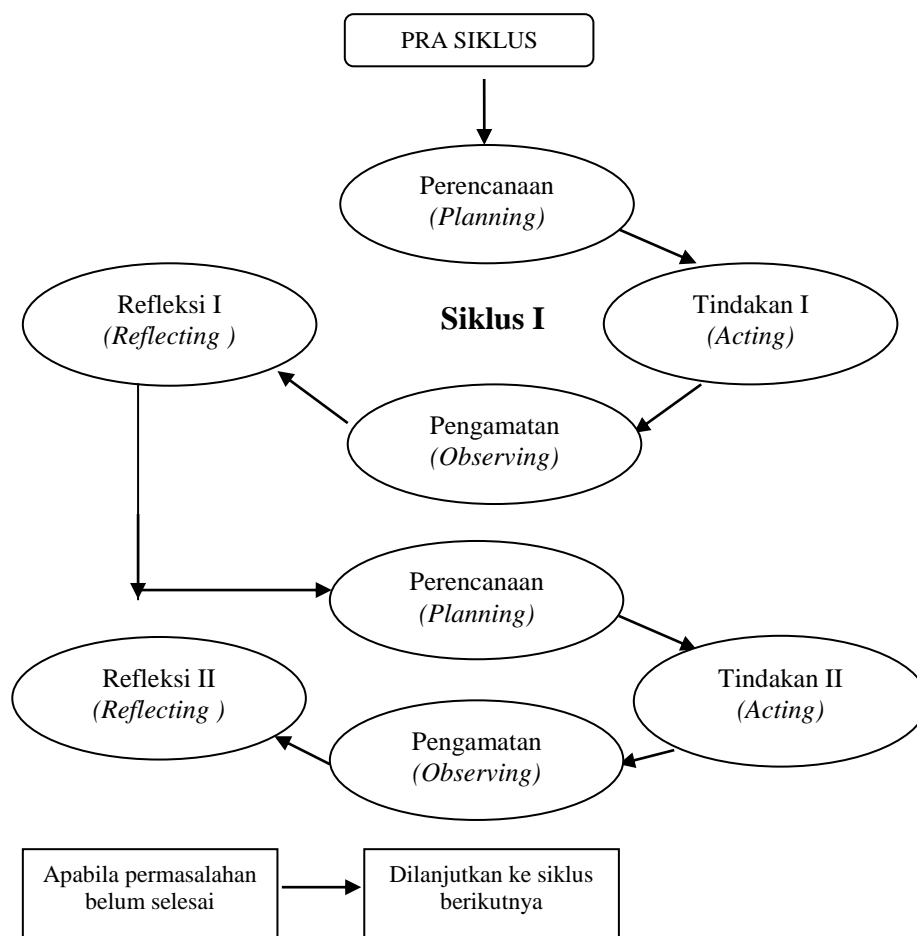 PRA SIKLUS
Perencanaan
(Planning)
Refleksi I
(Reflecting )
Siklus I
Tindakan I
(Acting)
Pengamatan
(Observing)
Perencanaan
(Planning)
Refleksi II
(Reflecting )
Tindakan II
(Acting)
Pengamatan
(Observing)
Apabila permasalahan
belum selesai
Dilanjutkan ke siklus
berikutnya